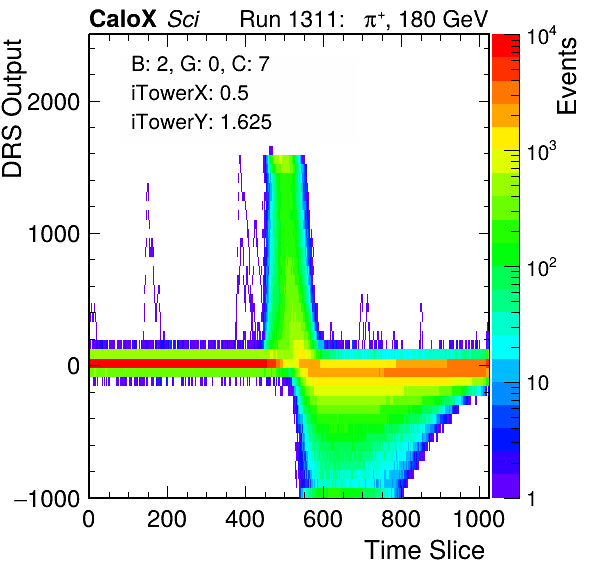 CaloX Sci Run 1311: π⁺, 180 GeV
B: 2, G: 0, C: 7
iTowerX: 0.5
iTowerY: 1.625
DRS Output
2000
1000
0
−1000
0 200 400 600 800 1000
Time Slice
Events
10⁴
10³
10²
10
1